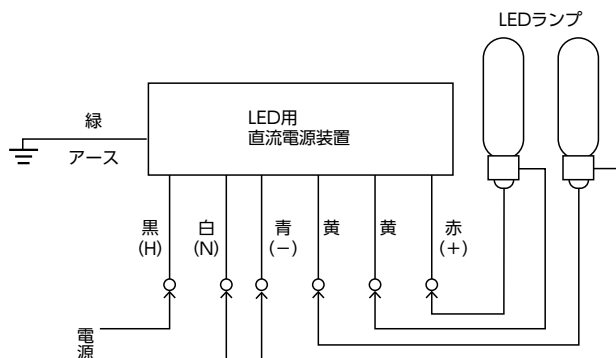 LEDランプ
LED用
直流電源装置
緑
アース
黒
(H)
白
(N)
青
(−)
黄
黄
赤
(+)
電源